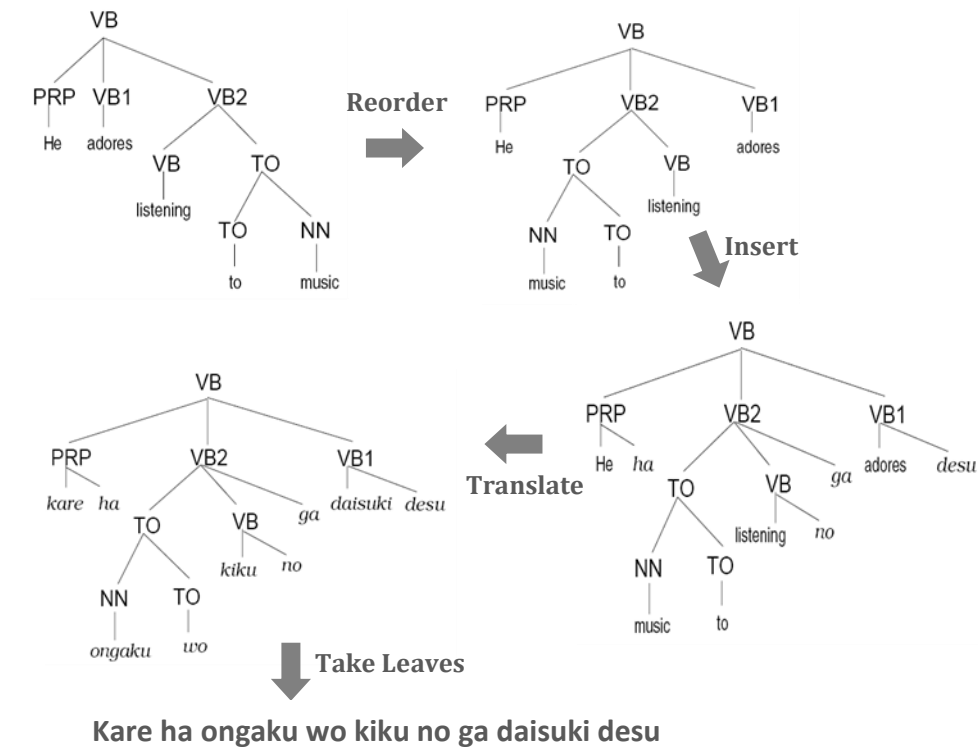 VB
PRP VB1 VB2
He adores
VB TO
listening
TO NN
to music
Reorder
VB
PRP VB2 VB1
He adores
TO VB
listening
NN TO
music to
Insert
VB
PRP VB2 VB1
He ha ga adores desu
TO VB
listening no
NN TO
music to
Translate
VB
PRP VB2 VB1
kare ha ga daisuki desu
TO VB
kiku no
NN TO
ongaku wo
Take Leaves
Kare ha ongaku wo kiku no ga daisuki desu